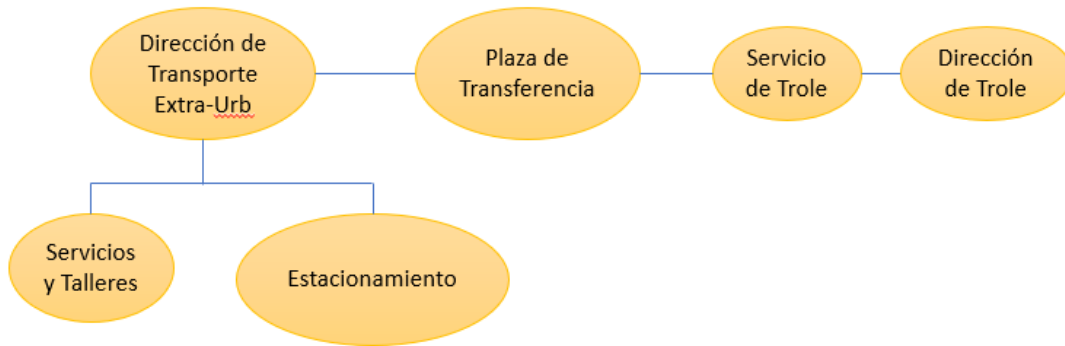 Dirección de
Transporte
Extra-Urb
Plaza de
Transferencia
Servicio
de Trole
Dirección
de Trole
Servicios
y Talleres
Estacionamiento